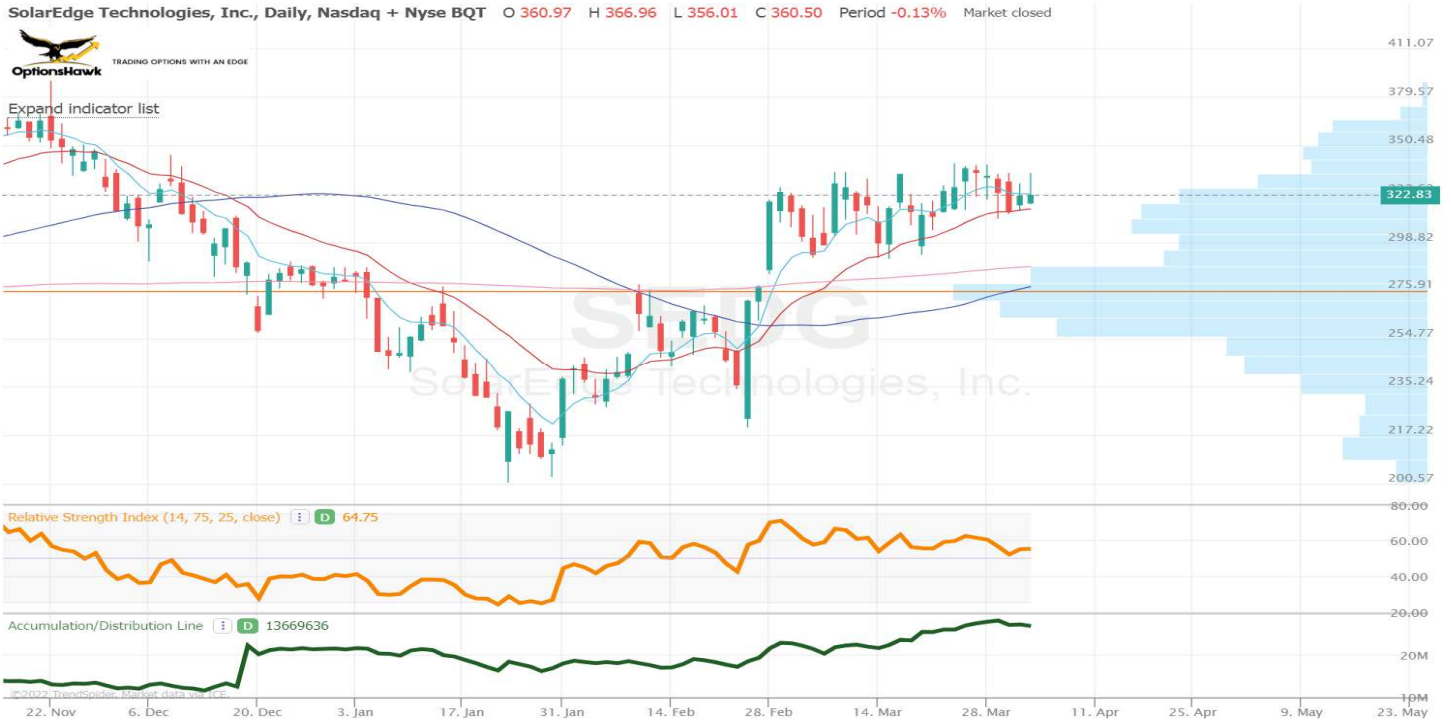 SolarEdge Technologies, Inc., Daily, Nasdaq + Nyse BQT O 360.97 H 366.96 L 356.01 C 360.50 Period -0.13% Market closed
OptionsHawk
TRADING OPTIONS WITH AN EDGE
Expand indicator list
411.07
379.57
350.48
322.83
298.82
275.91
254.77
235.24
217.22
200.57
SEDG
SolarEdge Technologies, Inc.
Relative Strength Index (14, 75, 25, close) D 64.75
80.00
60.00
40.00
20.00
Accumulation/Distribution Line D 13669636
20M
10M
©2022 TrendSpider. Market data via ICE.
22. Nov 6. Dec 20. Dec 3. Jan 17. Jan 31. Jan 14. Feb 28. Feb 14. Mar 28. Mar 11. Apr 25. Apr 9. May 23. May